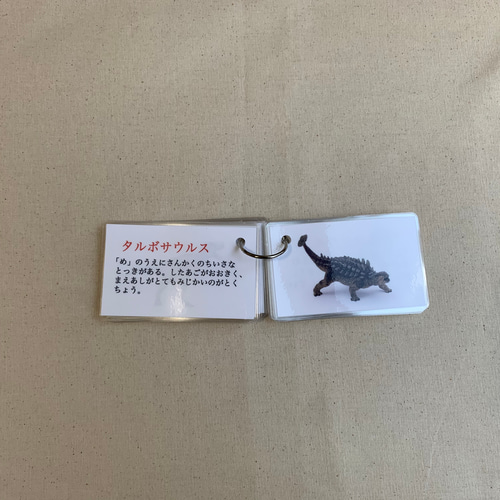 タルボサウルス
「め」のうえにさんかくのちいさな
とっきがある。したあごがおおきく、
まえあしがとてもみじかいのがとく
ちょう。